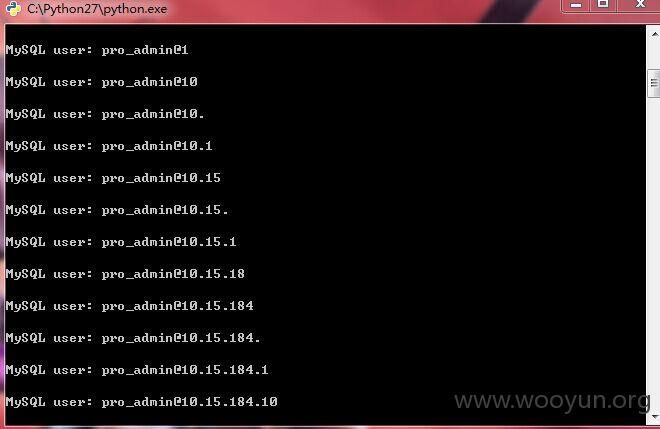 C:\Python27\python.exe
MySQL user: pro_admin@1
MySQL user: pro_admin@10
MySQL user: pro_admin@10.
MySQL user: pro_admin@10.1
MySQL user: pro_admin@10.15
MySQL user: pro_admin@10.15.
MySQL user: pro_admin@10.15.1
MySQL user: pro_admin@10.15.18
MySQL user: pro_admin@10.15.184
MySQL user: pro_admin@10.15.184.
MySQL user: pro_admin@10.15.184.1
MySQL user: pro_admin@10.15.184.10
www.wooyun.org